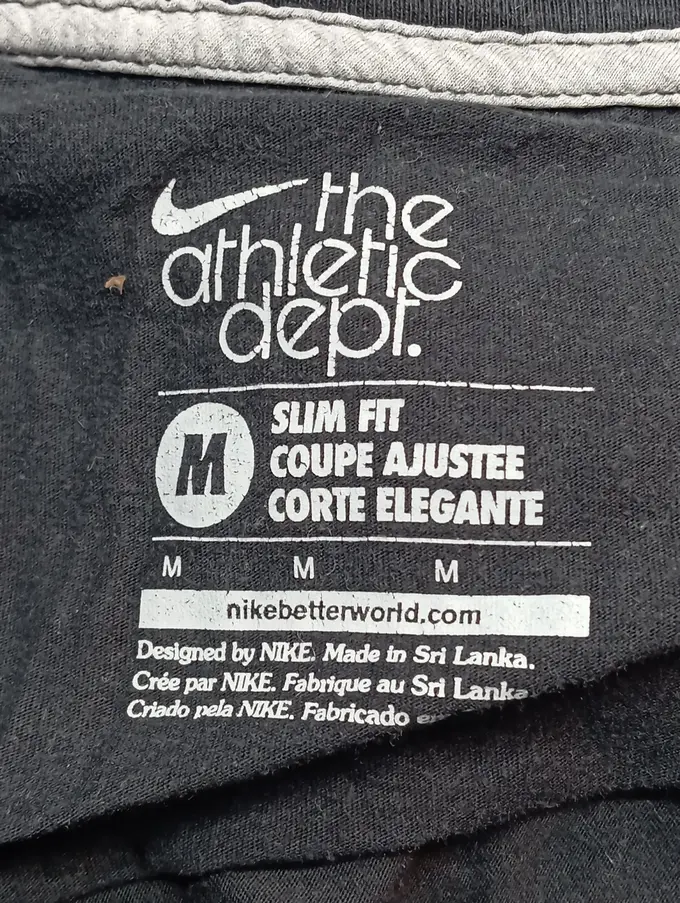 the
athletic
dept.
M
SLIM FIT
COUPE AJUSTEE
CORTE ELEGANTE
M M M
nikebetterworld.com
Designed by NIKE. Made in Sri Lanka.
Crée par NIKE. Fabrique au Sri Lanka
Criado pela NIKE. Fabricado